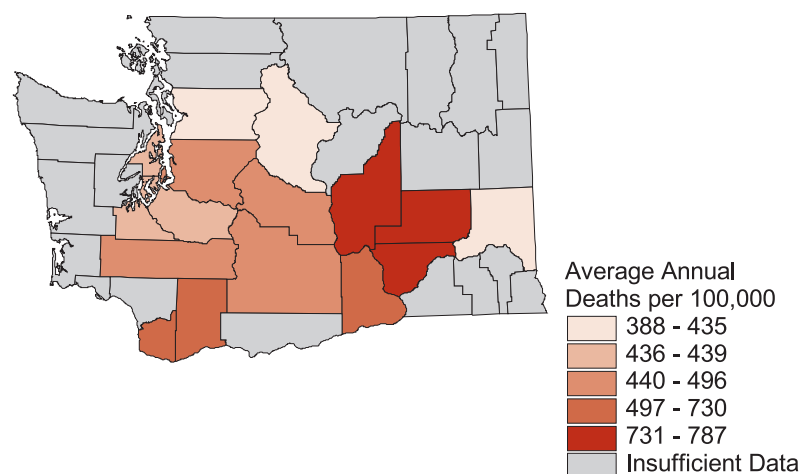 Average Annual
Deaths per 100,000
388 - 435
436 - 439
440 - 496
497 - 730
731 - 787
Insufficient Data